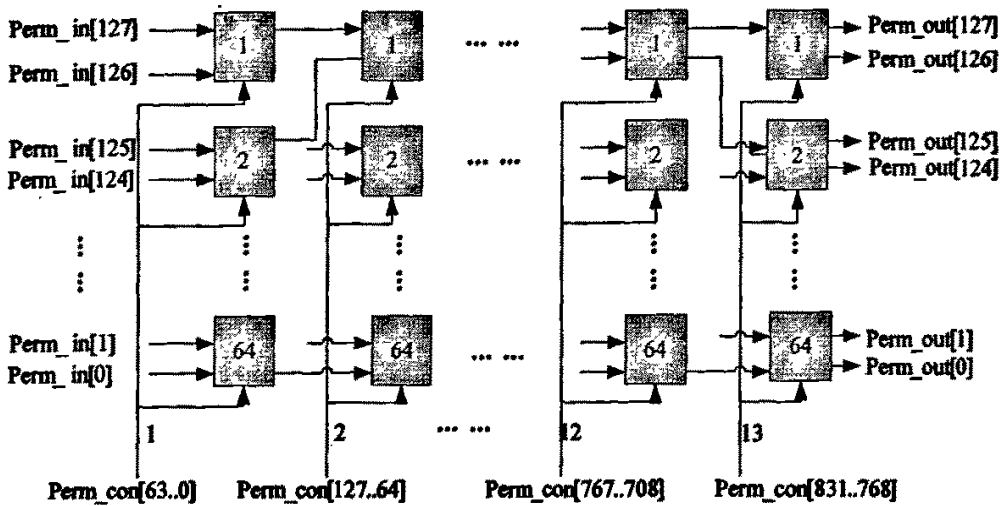 Perm_in[127] 1 1 ... ... 1 1 Perm_out[127]
Perm_in[126] Perm_out[126]
Perm_in[125] 2 2 ... ... 2 2 Perm_out[125]
Perm_in[124] Perm_out[124]
... ... ... ... ... ... ... ... ... ...
Perm_in[1] 64 64 ... ... 64 64 Perm_out[1]
Perm_in[0] Perm_out[0]
1 2 ... ... 12 13
Perm_con[63..0] Perm_con[127..64] Perm_con[767..708] Perm_con[831..768]